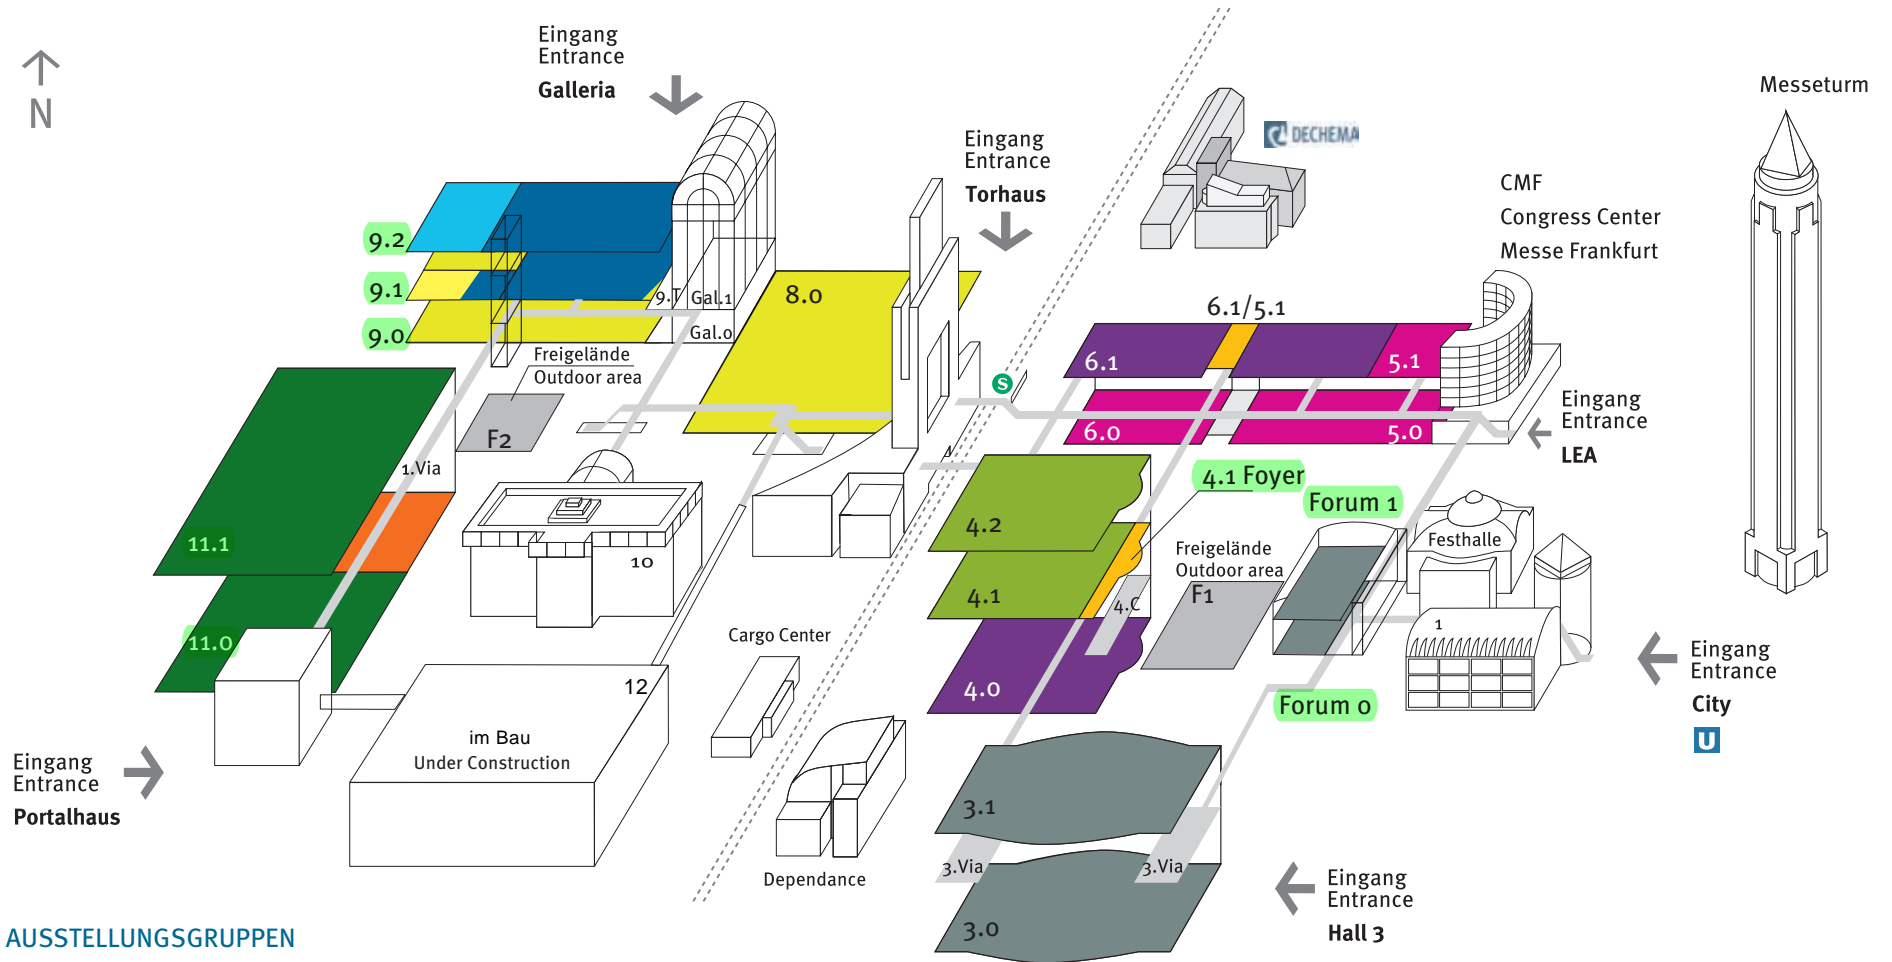 Eingang
Entrance
Galleria
N
Messeturm
DECHEMA
Eingang
Entrance
Torhaus
CMF
Congress Center
Messe Frankfurt
9.2
9.1
9.0
9.T
Gal.1
Gal.0
8.0
6.1/5.1
6.1
5.1
S
Freigelände
Outdoor area
F2
6.0
5.0
Eingang
Entrance
LEA
1.Via
4.1 Foyer
Forum 1
4.2
Festhalle
11.1
10
Freigelände
Outdoor area
F1
4.1
4.C
11.0
Cargo Center
1
Eingang
Entrance
City
U
12
4.0
Forum 0
im Bau
Under Construction
Eingang
Entrance
Portalhaus
3.1
3.Via
3.Via
Dependance
Eingang
Entrance
Hall 3
3.0
AUSSTELLUNGSGRUPPEN